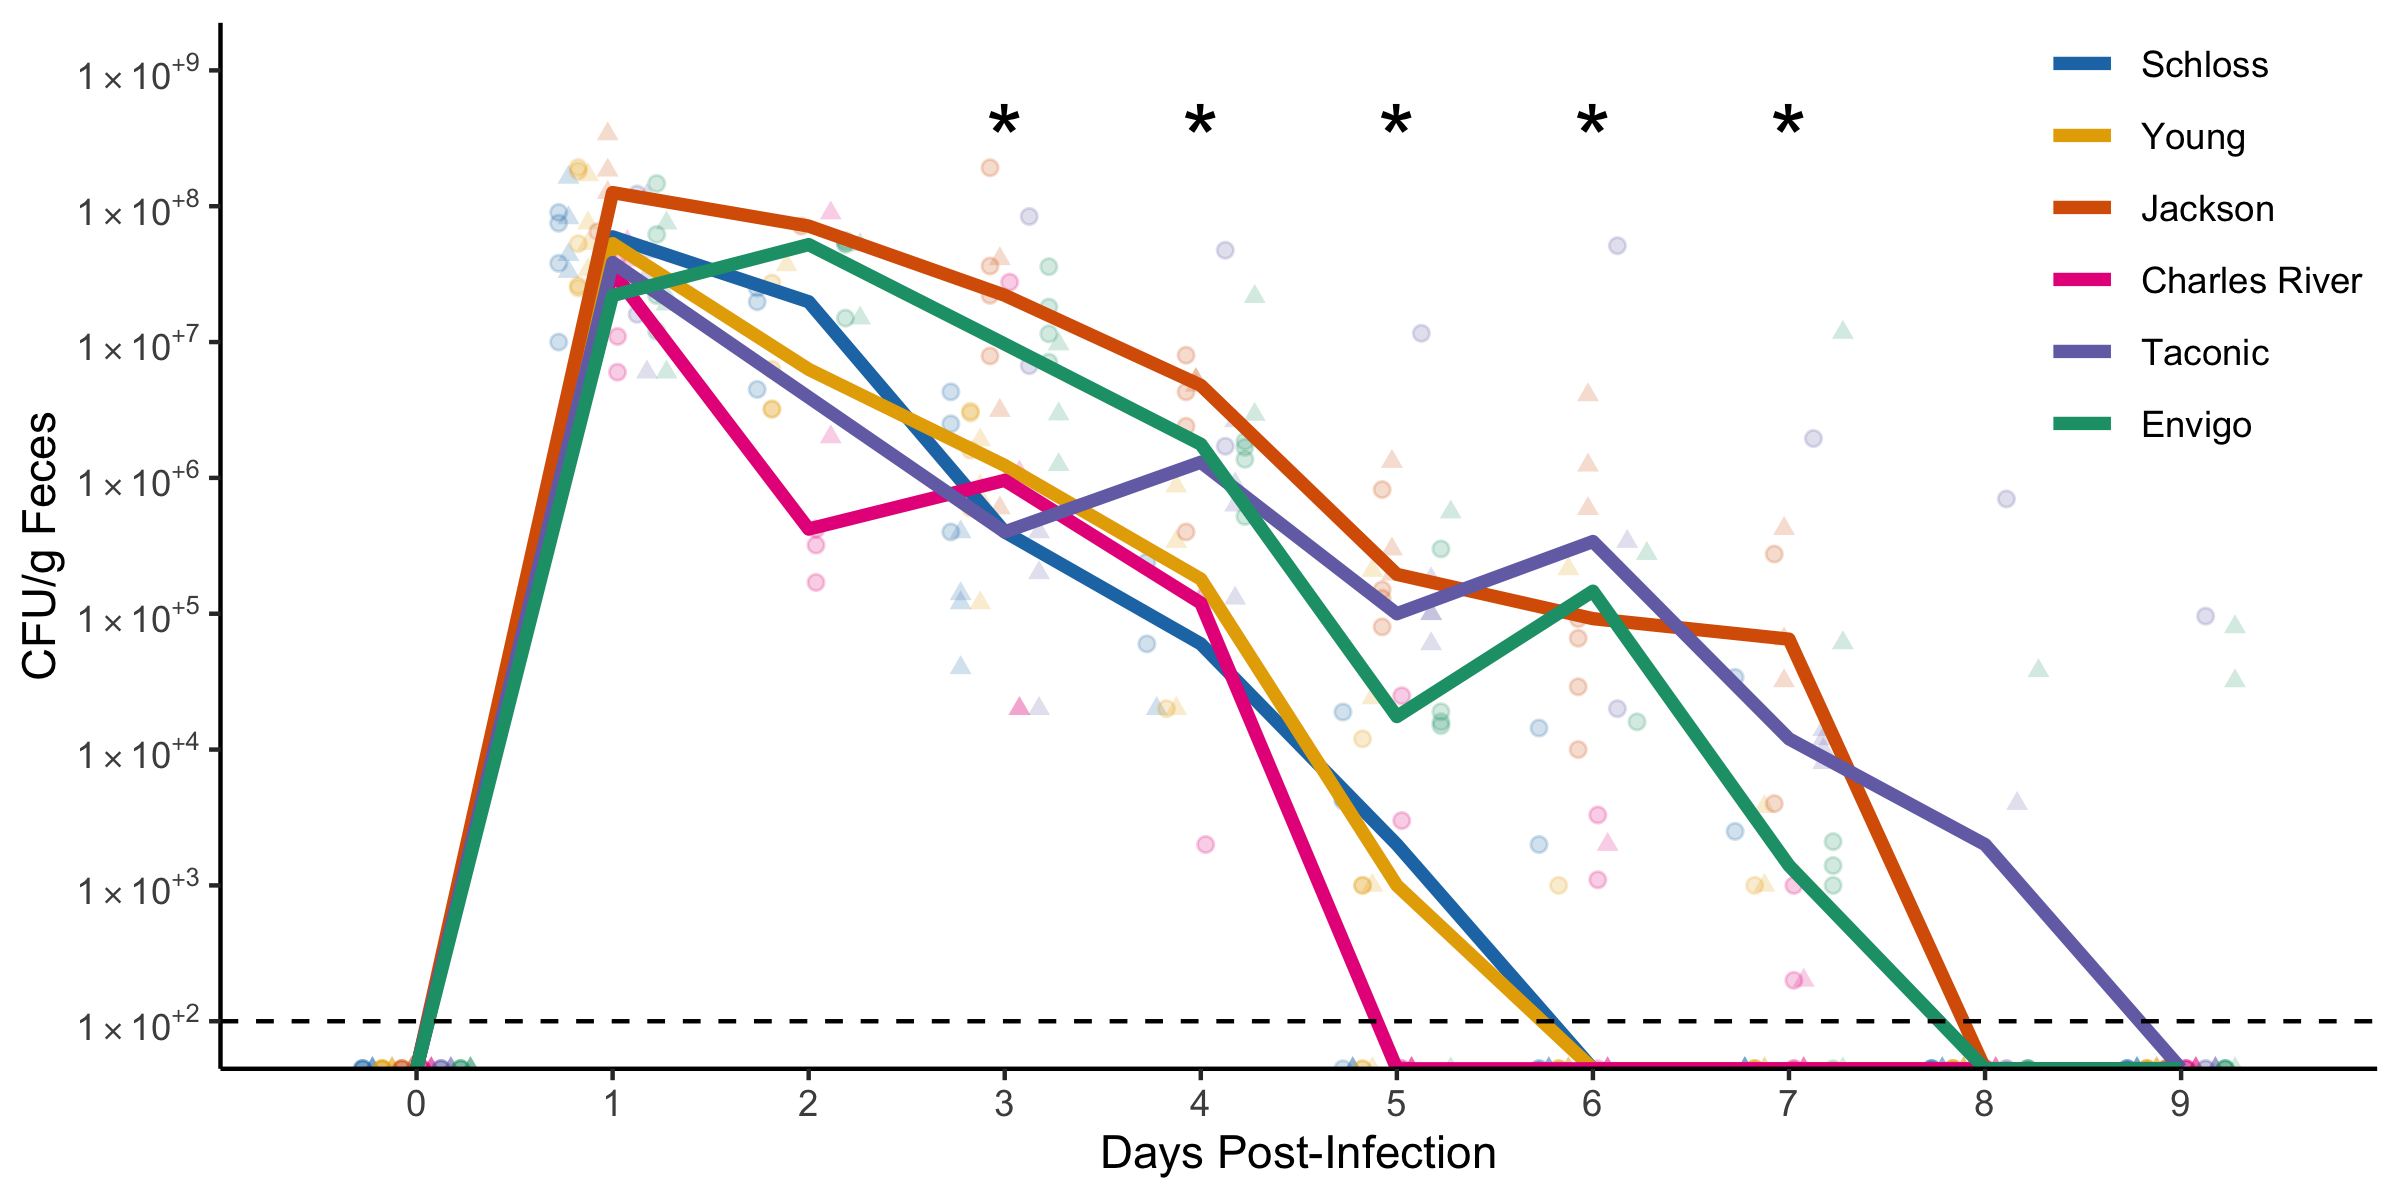 1×10+9
1×10+8
1×10+7
1×10+6
1×10+5
1×10+4
1×10+3
1×10+2
CFU/g Feces
* * * * *
Schloss
Young
Jackson
Charles River
Taconic
Envigo
0 1 2 3 4 5 6 7 8 9
Days Post-Infection